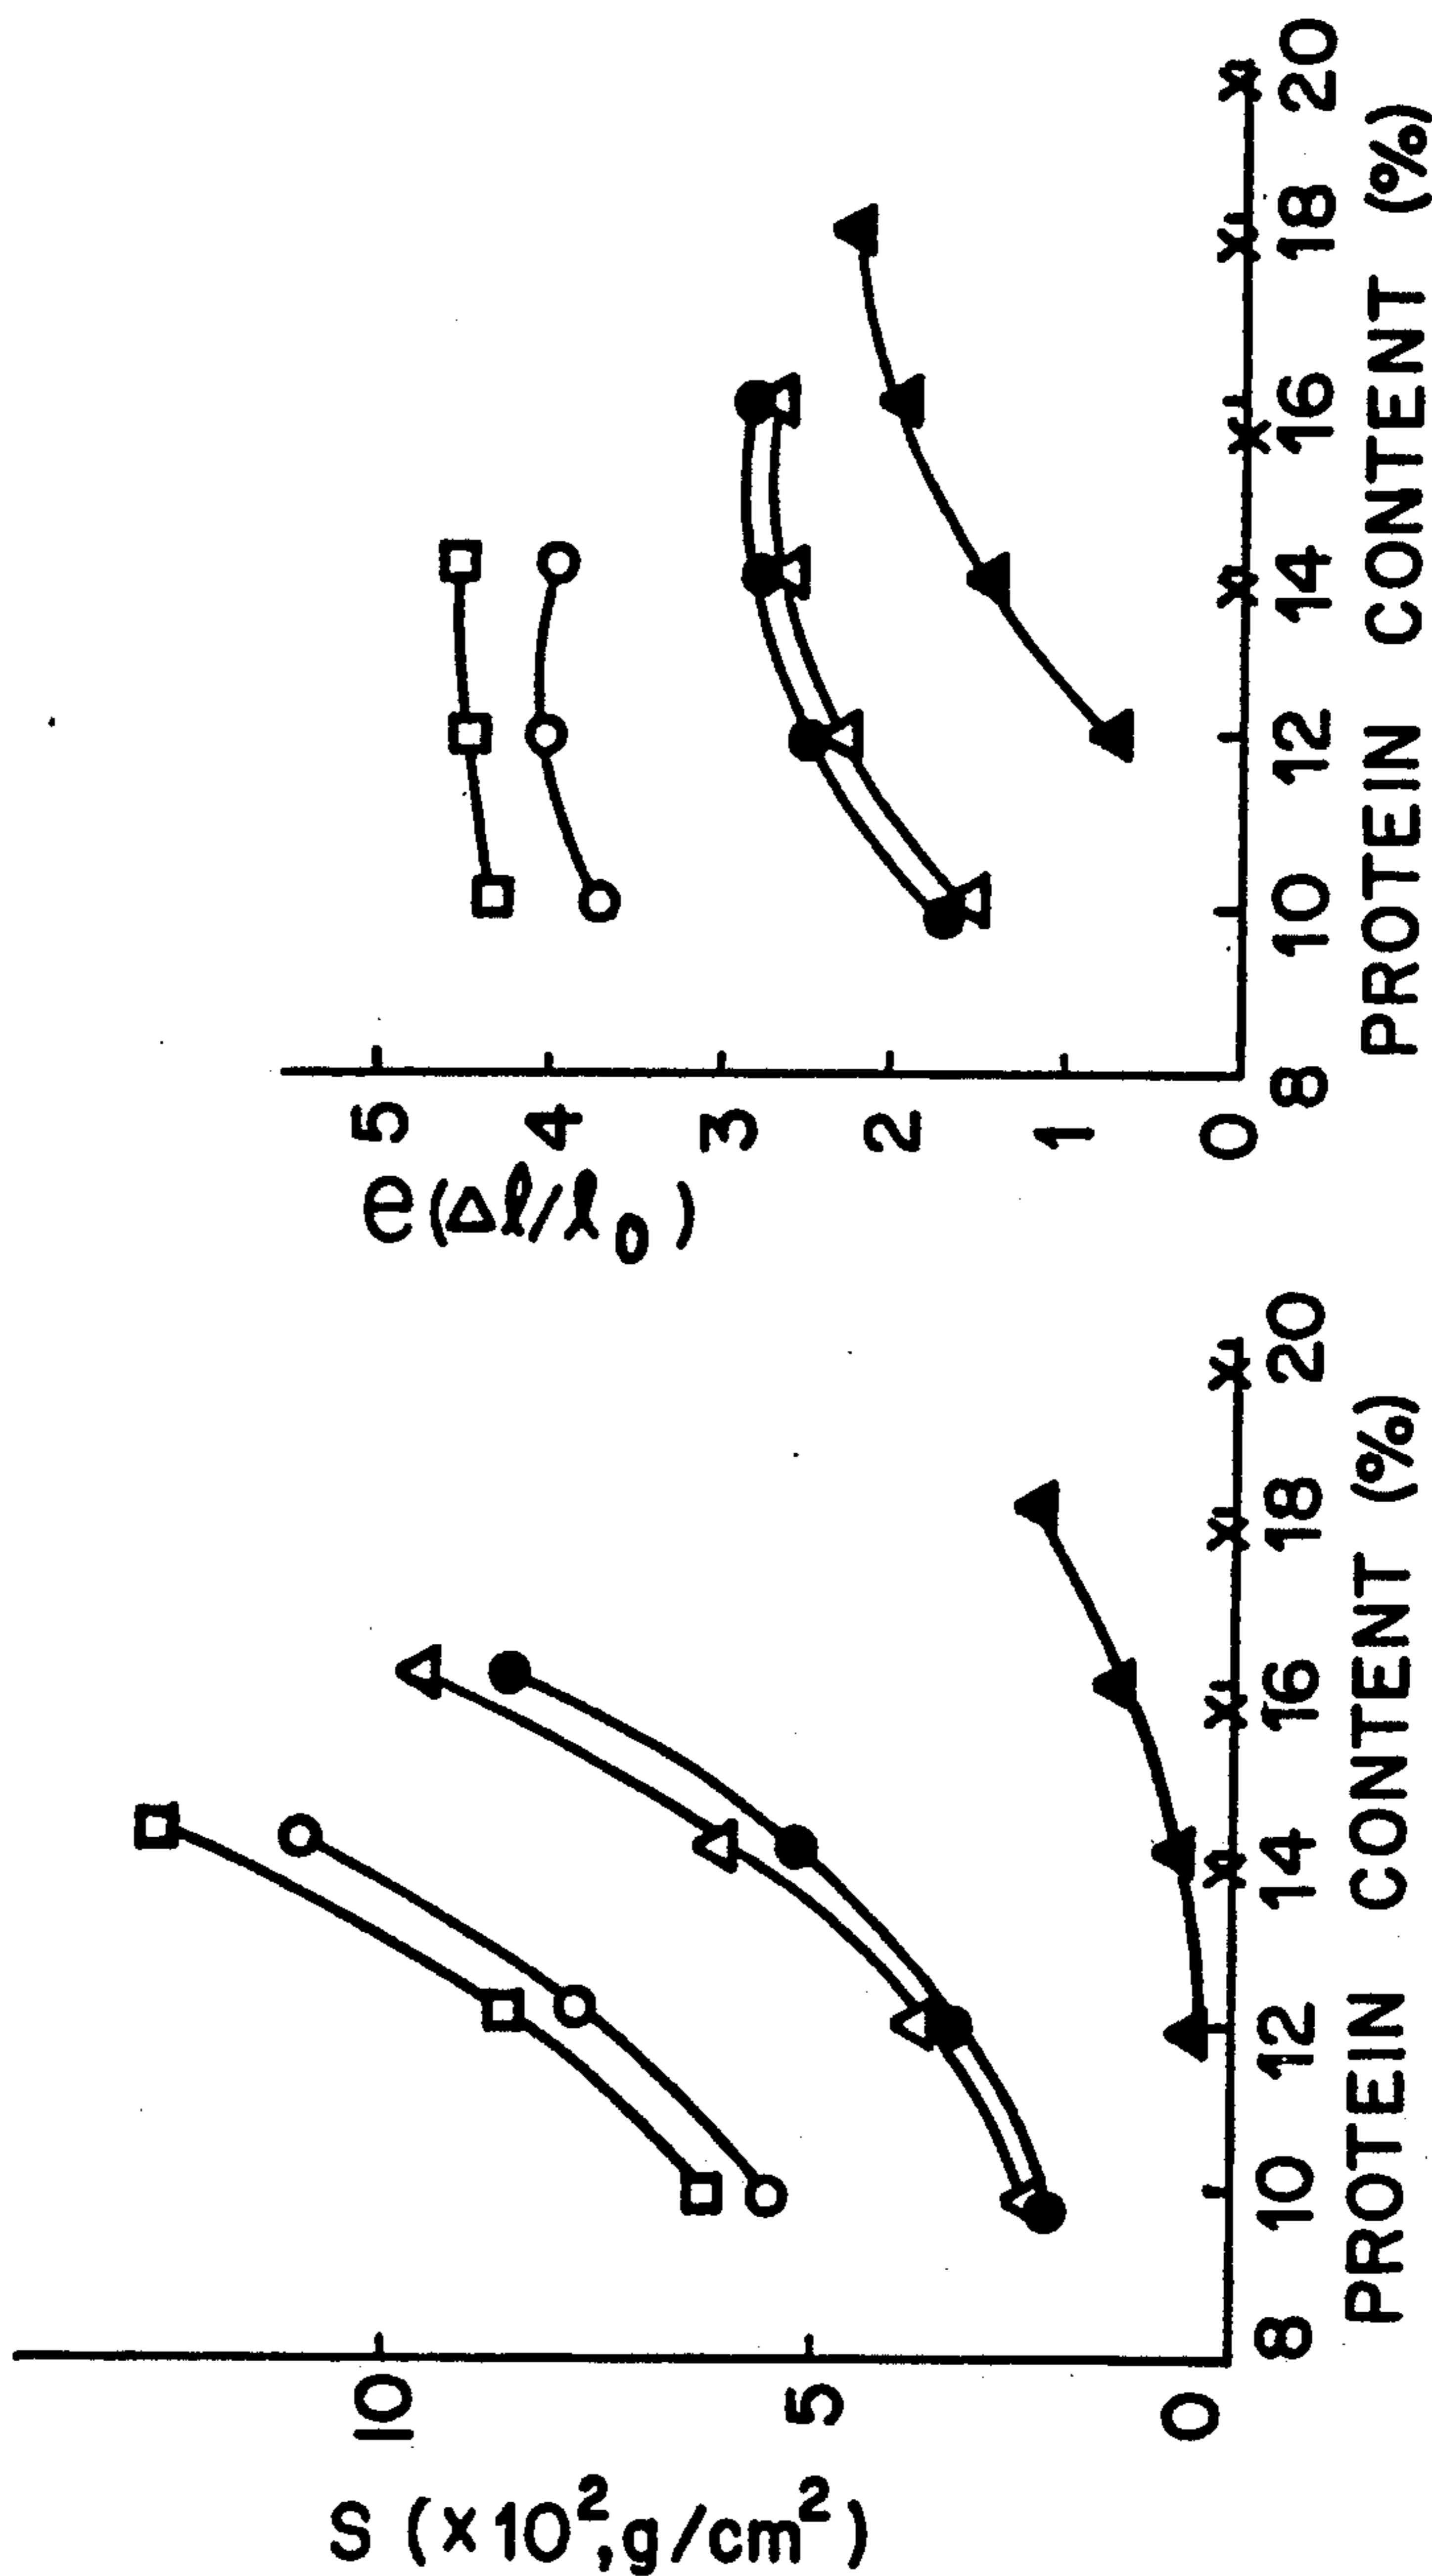 S (×10²,g/cm²)
10
5
0
8 10 12 14 16 18 20
PROTEIN CONTENT (%)
e(Δℓ/ℓ₀)
5
4
3
2
1
0
8 10 12 14 16 18 20
PROTEIN CONTENT (%)